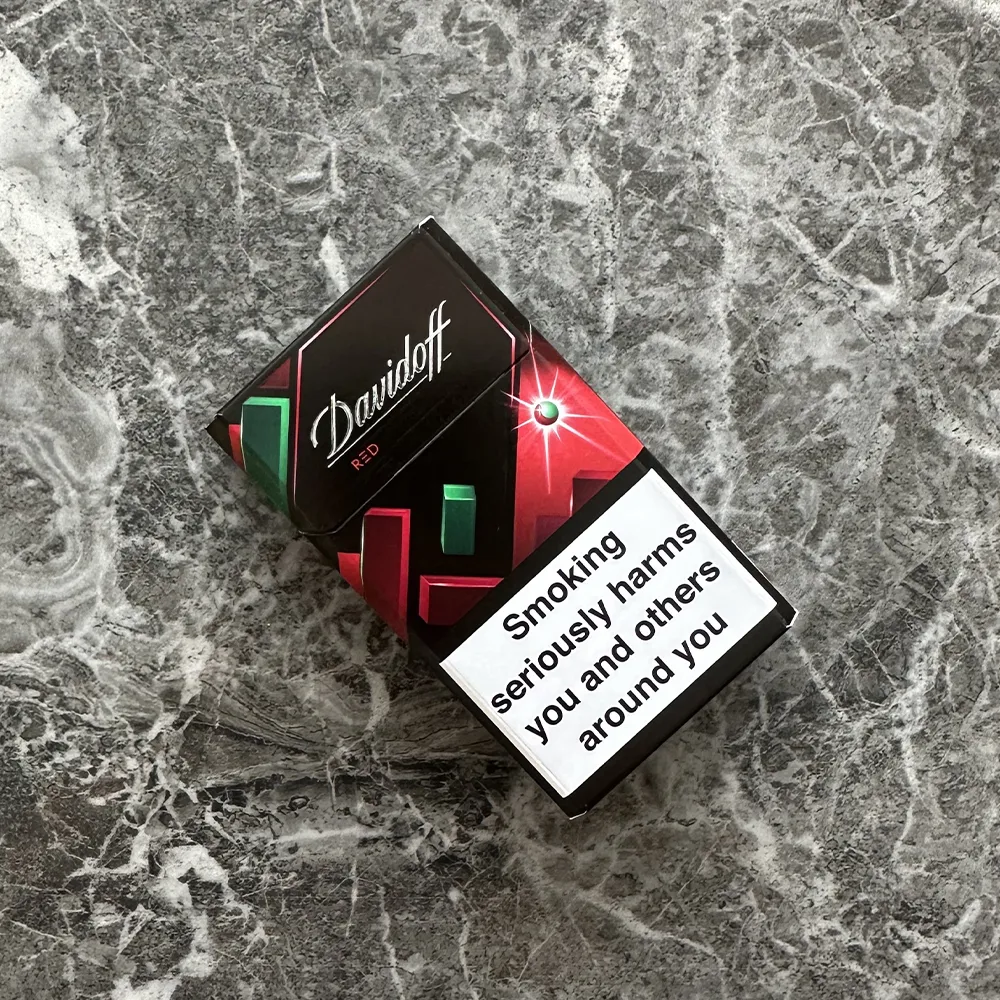 Davidoff
RED
Smoking
seriously harms
you and others
around you